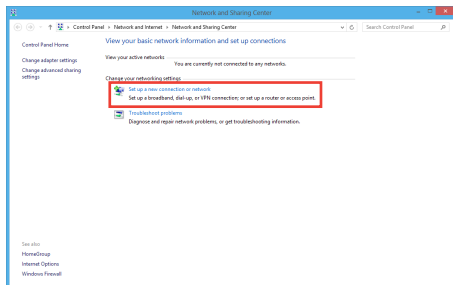 Network and Sharing Center
Control Panel
Network and Internet
Network and Sharing Center
Search Control Panel
Control Panel Home
Change adapter settings
Change advanced sharing
settings
View your basic network information and set up connections
View your active networks
You are currently not connected to any networks.
Change your networking settings
Set up a new connection or network
Set up a broadband, dial-up, or VPN connection; or set up a router or access point.
Troubleshoot problems
Diagnose and repair network problems, or get troubleshooting information.
See also
HomeGroup
Internet Options
Windows Firewall